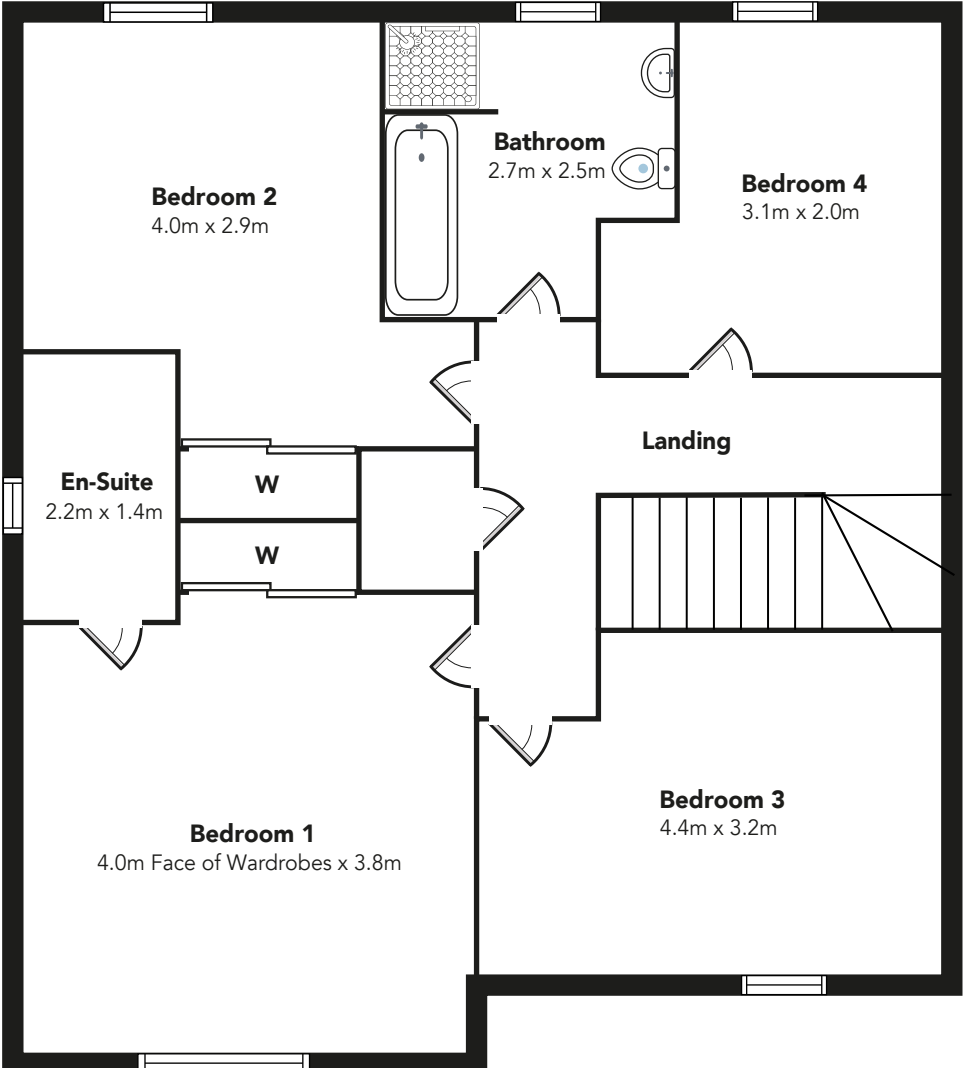 Bathroom
2.7m x 2.5m
Bedroom 4
3.1m x 2.0m
Bedroom 2
4.0m x 2.9m
Landing
En-Suite
2.2m x 1.4m
W
W
Bedroom 3
4.4m x 3.2m
Bedroom 1
4.0m Face of Wardrobes x 3.8m